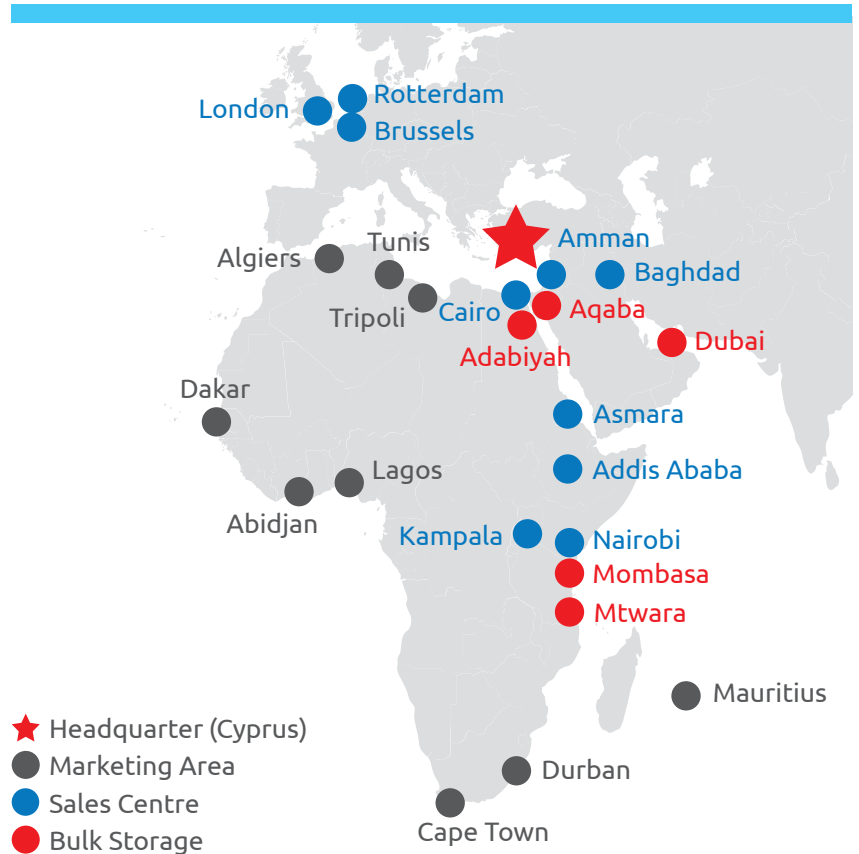 Rotterdam
London
Brussels
Tunis
Amman
Algiers
Baghdad
Tripoli
Cairo
Aqaba
Adabiyah
Dubai
Dakar
Asmara
Lagos
Addis Ababa
Abidjan
Kampala
Nairobi
Mombasa
Mtwara
Mauritius
Headquarter (Cyprus)
Marketing Area
Durban
Sales Centre
Cape Town
Bulk Storage